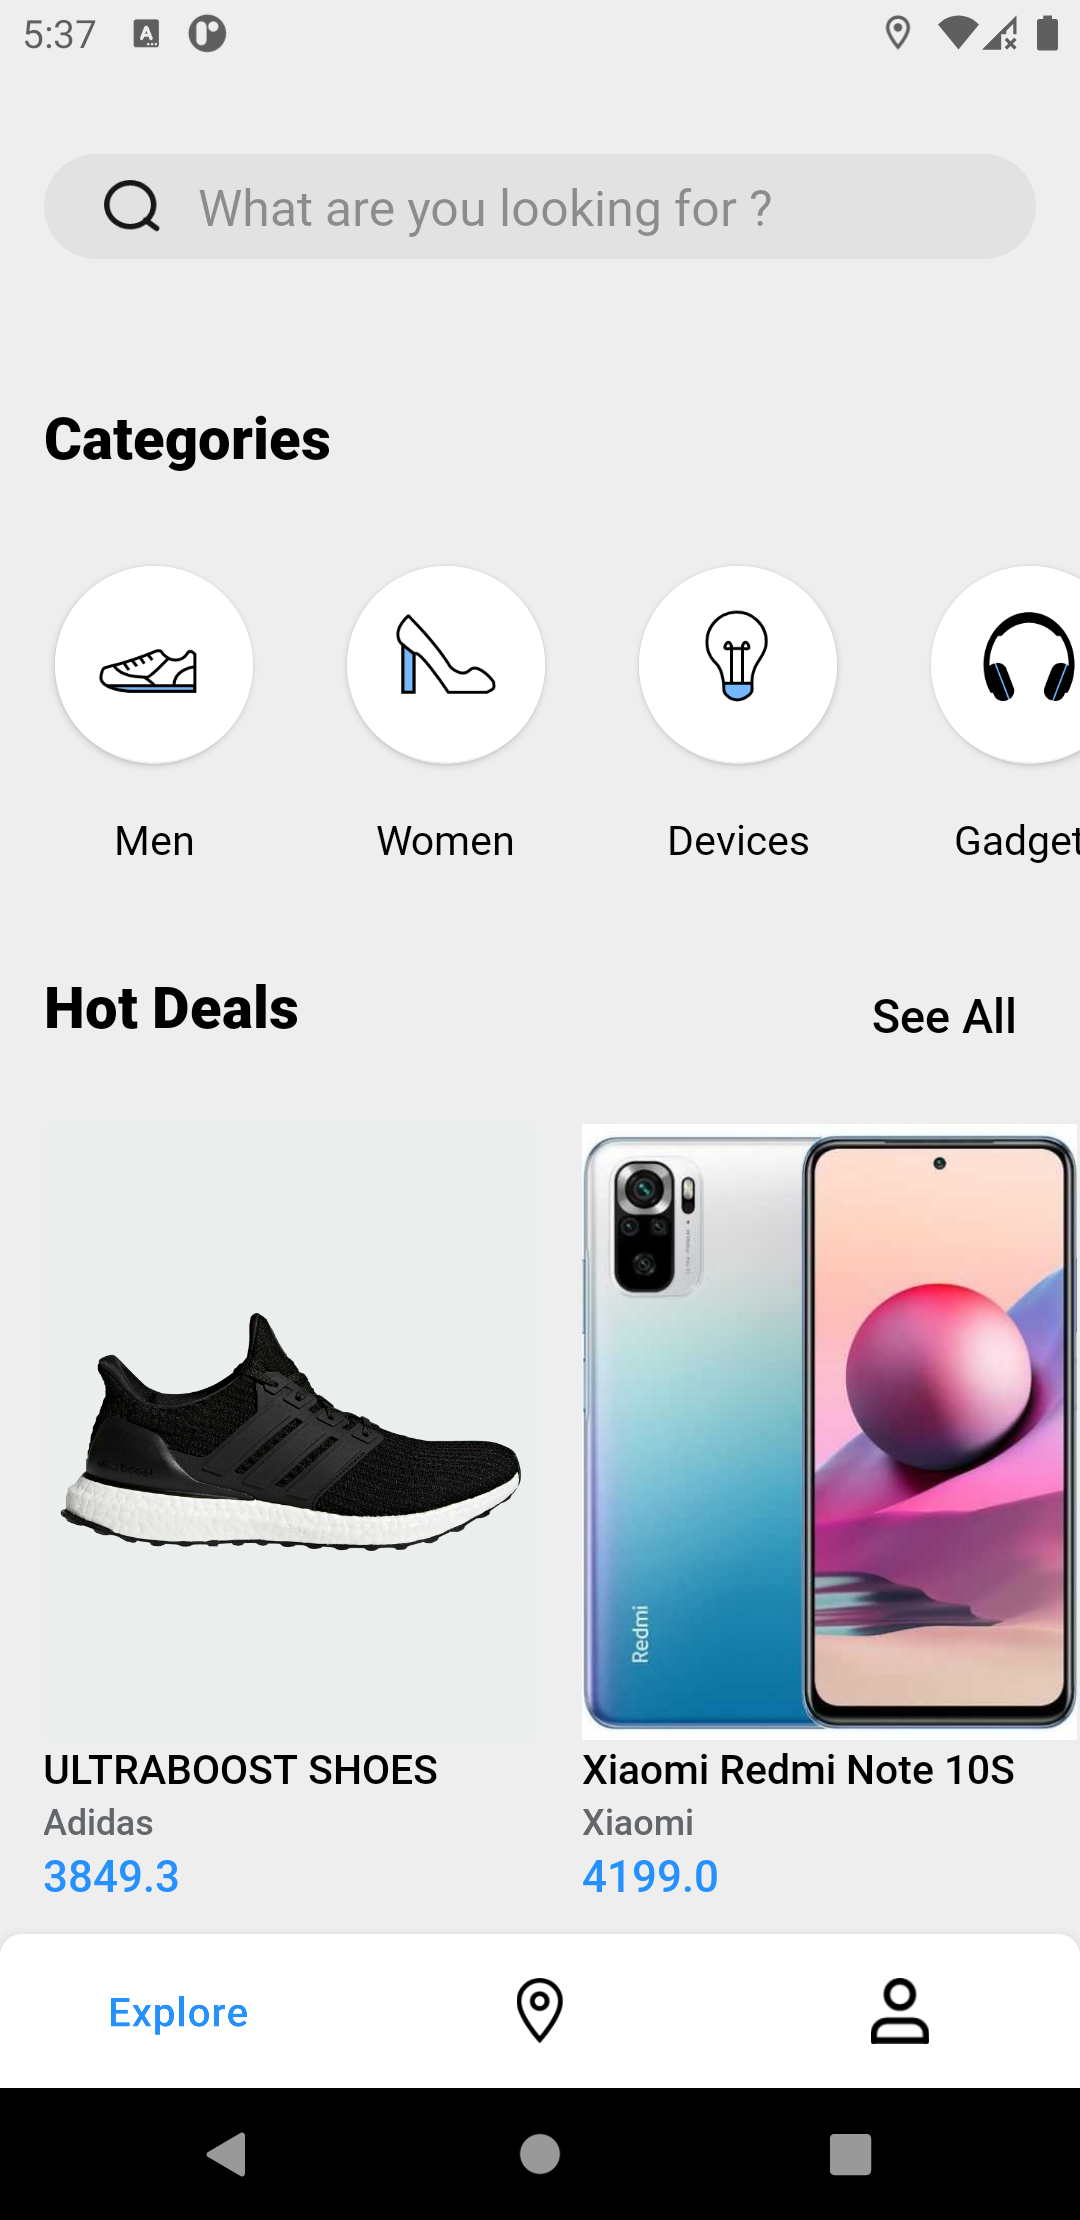 5:37
What are you looking for ?
Categories
Men
Women
Devices
Gadget
Hot Deals
See All
Redmi
ULTRABOOST SHOES
Xiaomi Redmi Note 10S
Adidas
Xiaomi
3849.3
4199.0
Explore